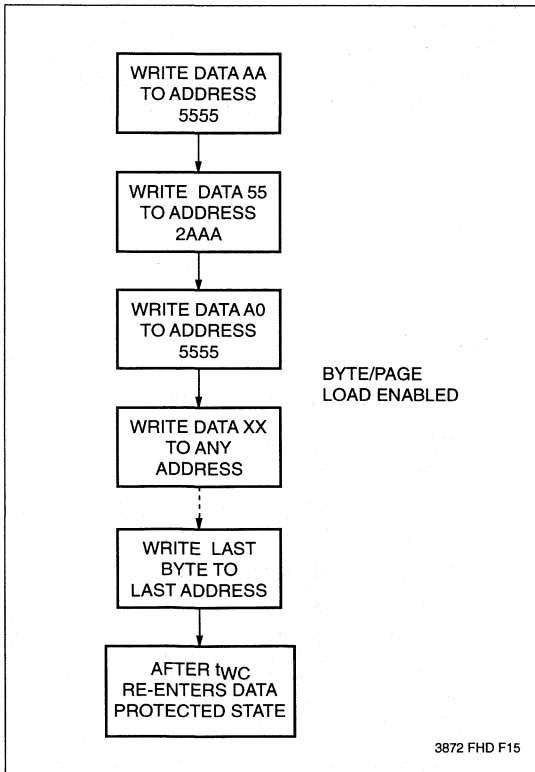 WRITE DATA AA
TO ADDRESS
5555
WRITE DATA 55
TO ADDRESS
2AAA
WRITE DATA A0
TO ADDRESS
5555
BYTE/PAGE
LOAD ENABLED
WRITE DATA XX
TO ANY
ADDRESS
WRITE LAST
BYTE TO
LAST ADDRESS
AFTER tWC
RE-ENTERS DATA
PROTECTED STATE
3872 FHD F15